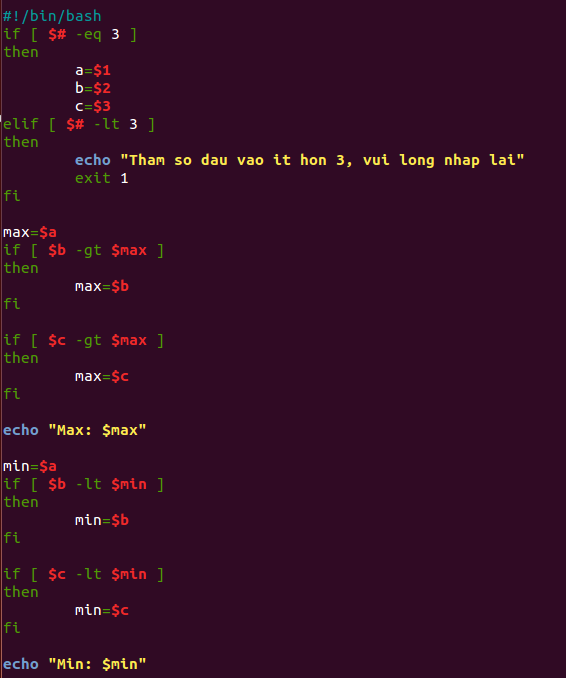 #!/bin/bash
if [ $# -eq 3 ]
then
        a=$1
        b=$2
        c=$3
elif [ $# -lt 3 ]
then
        echo "Tham so dau vao it hon 3, vui long nhap lai"
        exit 1
fi

max=$a
if [ $b -gt $max ]
then
        max=$b
fi

if [ $c -gt $max ]
then
        max=$c
fi

echo "Max: $max"

min=$a
if [ $b -lt $min ]
then
        min=$b
fi

if [ $c -lt $min ]
then
        min=$c
fi

echo "Min: $min"